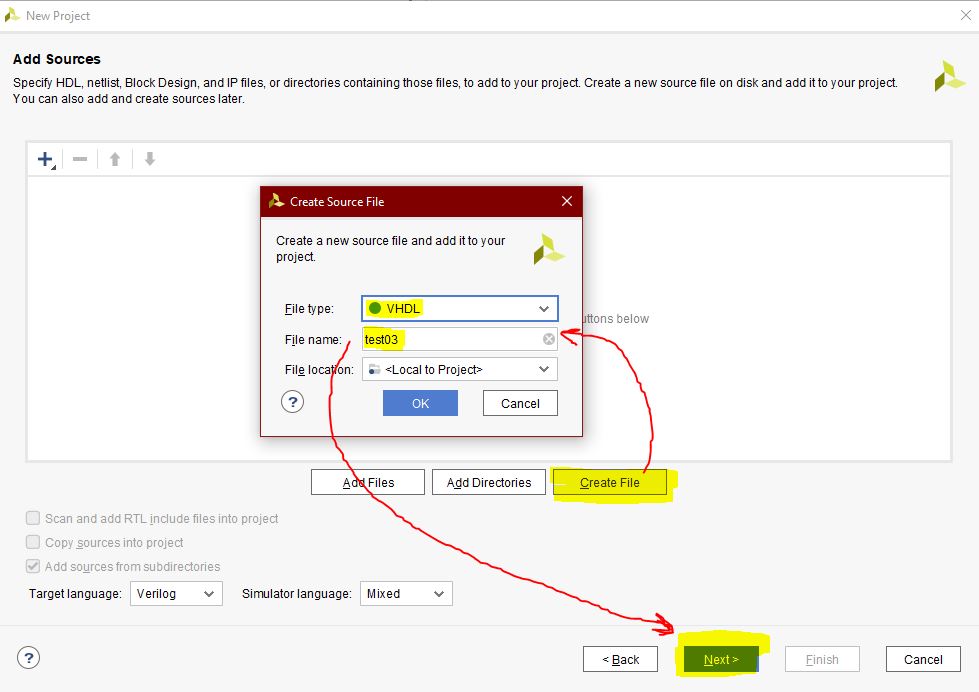 New Project
Add Sources
Specify HDL, netlist, Block Design, and IP files, or directories containing those files, to add to your project. Create a new source file on disk and add it to your project.
You can also add and create sources later.
Create Source File
Create a new source file and add it to your
project.
File type: VHDL
uttons below
File name: test03
File location: <Local to Project>
? OK Cancel
Add Files Add Directories Create File
Scan and add RTL include files into project
Copy sources into project
Add sources from subdirectories
Target language: Verilog Simulator language: Mixed
? < Back Next > Finish Cancel